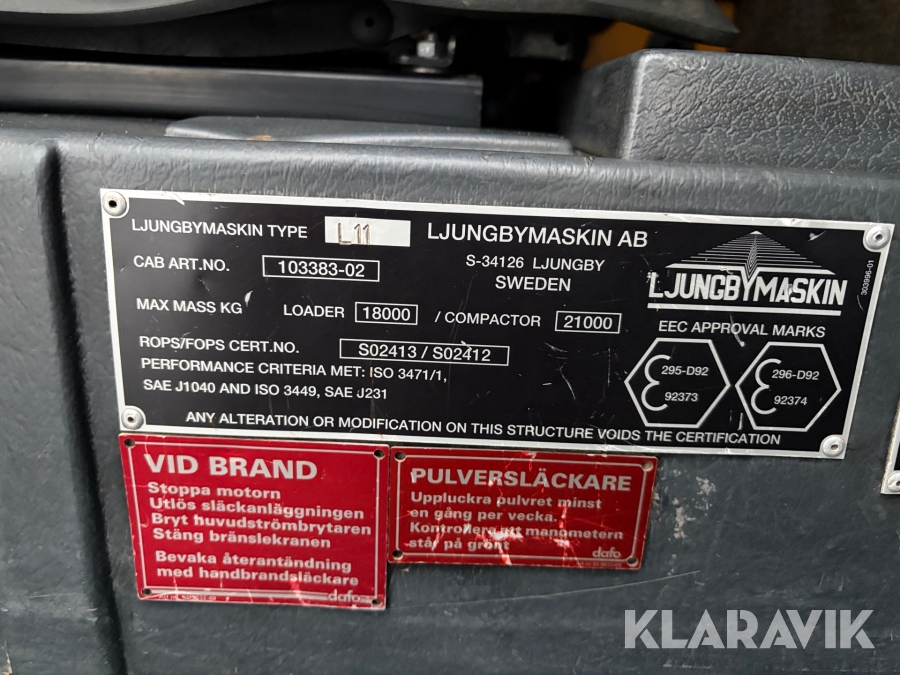 LJUNGBYMASKIN TYPE L11 LJUNGBYMASKIN AB
CAB ART.NO. 103383-02 S-34126 LJUNGBY
SWEDEN
MAX MASS KG LOADER 18000 / COMPACTOR 21000
ROPS/FOPS CERT.NO. S02413 / S02412
PERFORMANCE CRITERIA MET: ISO 3471/1,
SAE J1040 AND ISO 3449, SAE J231
ANY ALTERATION OR MODIFICATION ON THIS STRUCTURE VOIDS THE CERTIFICATION
LJUNGBYMASKIN
303996-01
EEC APPROVAL MARKS
295-D92
92373
296-D92
92374
VID BRAND
Stoppa motorn
Utlös släckanläggningen
Bryt huvudströmbrytaren
Stäng bränslekranen
Bevaka återantändning
med handbrandsläckare
dafo
PULVERSLÄCKARE
Uppluckra pulvret minst
en gång per vecka.
Kontrollera att manometern
står på grön
dafo
KLARAVIK